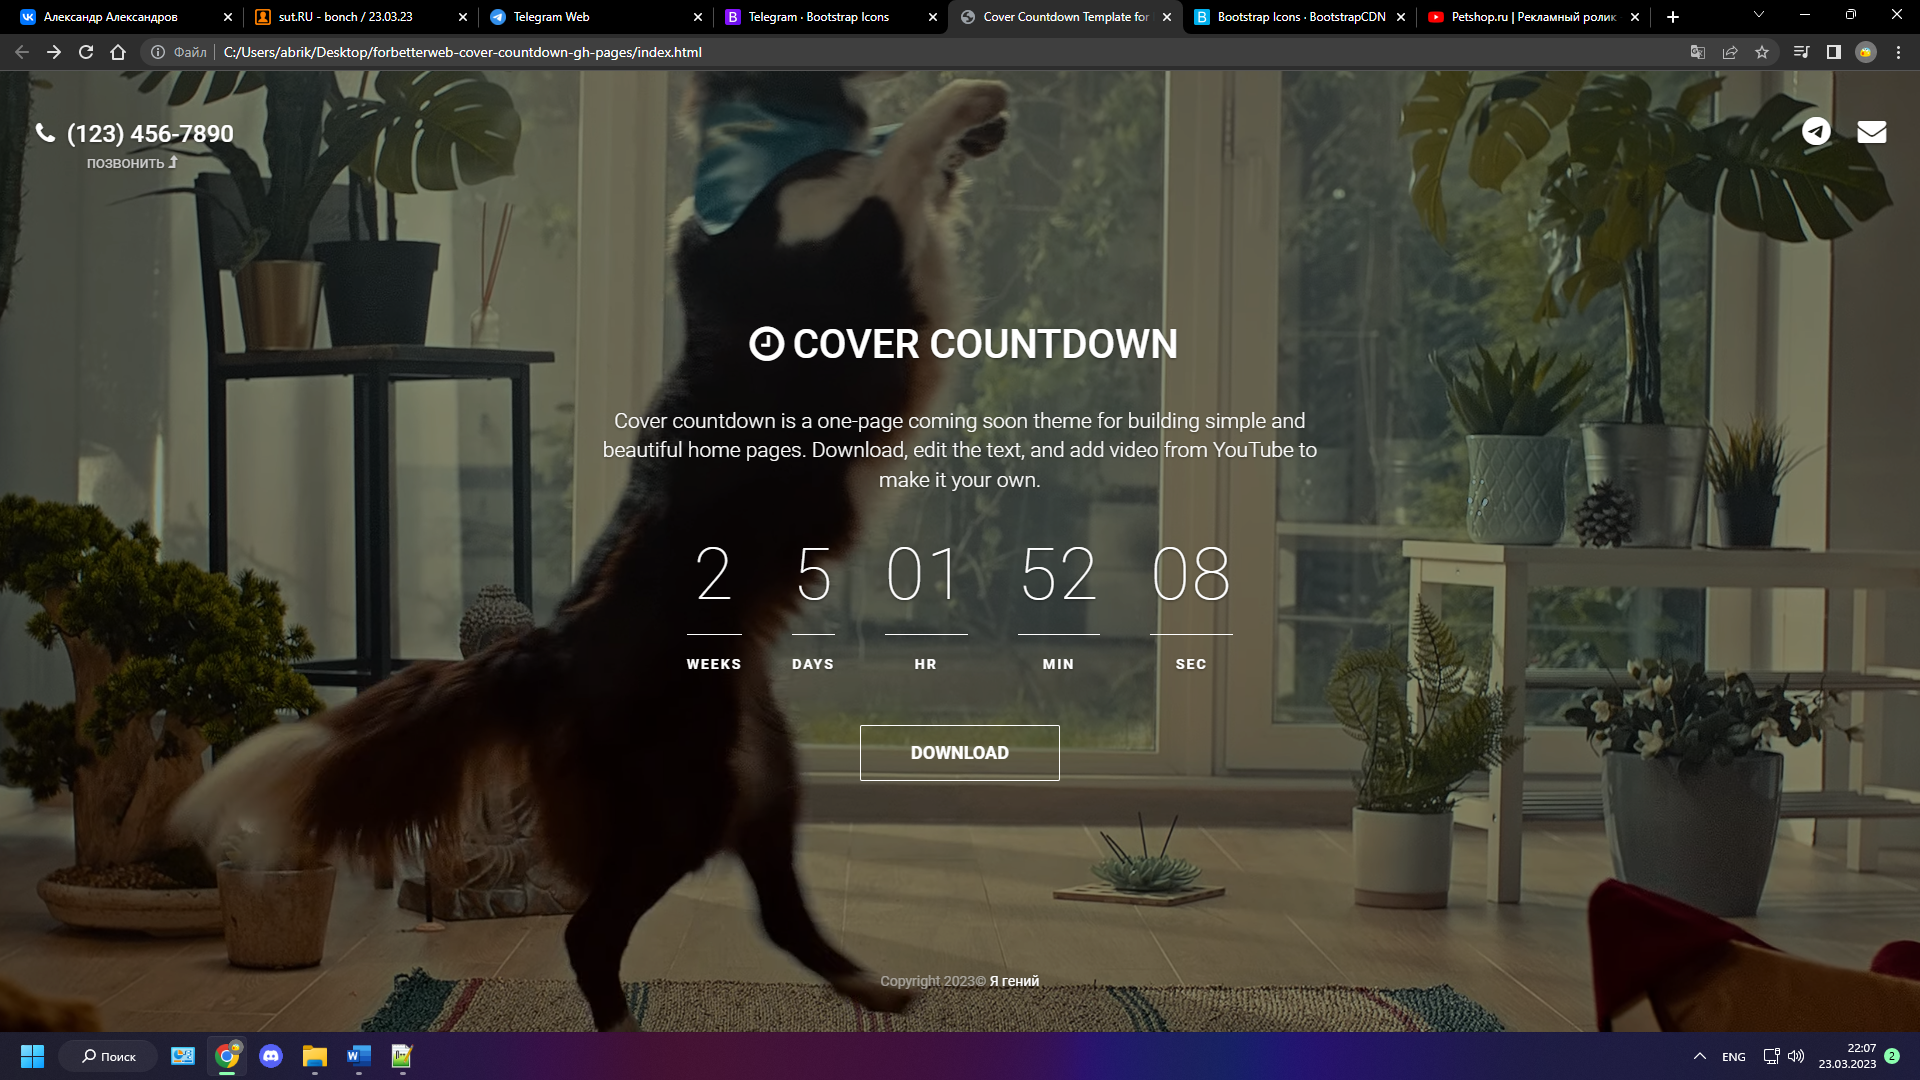 Александр Александров
sut.RU - bonch / 23.03.23
Telegram Web
Telegram · Bootstrap Icons
Cover Countdown Template for
Bootstrap Icons · BootstrapCDN
Petshop.ru | Рекламный ролик
Файл
C:/Users/abrik/Desktop/forbetterweb-cover-countdown-gh-pages/index.html
(123) 456-7890
позвонить
COVER COUNTDOWN
Cover countdown is a one-page coming soon theme for building simple and
beautiful home pages. Download, edit the text, and add video from YouTube to
make it your own.
2 5 01 52 08
WEEKS DAYS HR MIN SEC
DOWNLOAD
Copyright 2023© Я гений
Поиск
ENG
22:07
23.03.2023
2